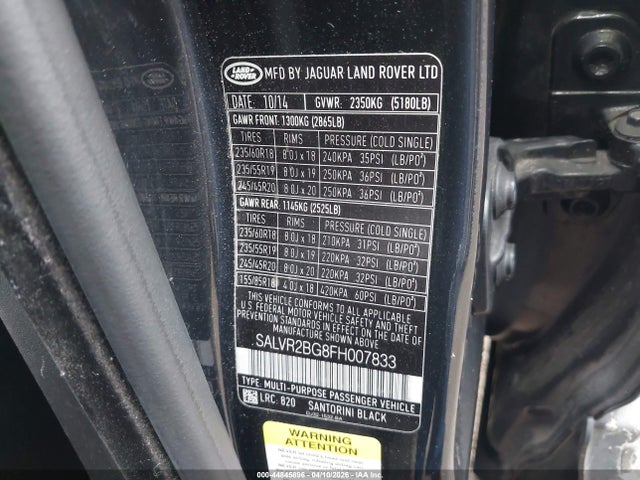 LAND
ROVER
MFD BY JAGUAR LAND ROVER LTD
DATE: 10/14 GVWR: 2350KG (5180LB)
GAWR FRONT: 1300KG (2865LB)
TIRES RIMS PRESSURE (COLD SINGLE)
235/60R18 8.0J x 18 240KPA 35PSI (LB/PO²)
235/55R19 8.0J x 19 250KPA 36PSI (LB/PO²)
245/45R20 8.0J x 20 250KPA 36PSI (LB/PO²)
GAWR REAR: 1145KG (2525LB)
TIRES RIMS PRESSURE (COLD SINGLE)
235/60R18 8.0J x 18 210KPA 31PSI (LB/PO²)
235/55R19 8.0J x 19 220KPA 32PSI (LB/PO²)
245/45R20 8.0J x 20 220KPA 32PSI (LB/PO²)
155/85R18 4.0J x 18 420KPA 60PSI (LB/PO²)
THIS VEHICLE CONFORMS TO ALL APPLICABLE
U.S. FEDERAL MOTOR VEHICLE SAFETY AND THEFT
PREVENTION STANDARDS IN EFFECT ON THE DATE OF
MANUFACTURE SHOWN ABOVE.
SALVR2BG8FH007833
TYPE: MULTI-PURPOSE PASSENGER VEHICLE
LRC: 820 SANTORINI BLACK
WARNING
ATTENTION
000-44845696 - 04/10/2026 - IAAI.com